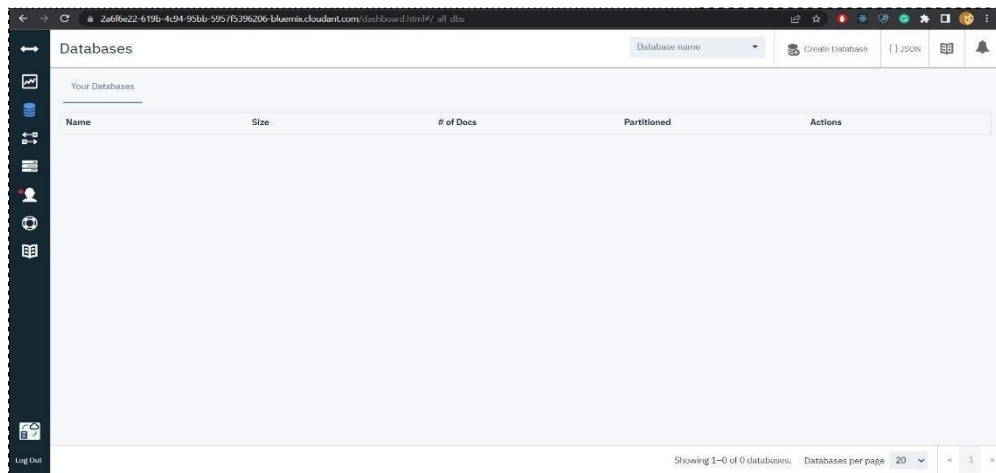 2a6f6e22-619b-4c94-95bb-5957f5396206-bluemix.cloudant.com/dashboard.html#/_all_dbs
Databases
Database name
Create Database
{ } JSON
Your Databases
Name Size # of Docs Partitioned Actions
Log Out
Showing 1–0 of 0 databases. Databases per page 20 « 1 »